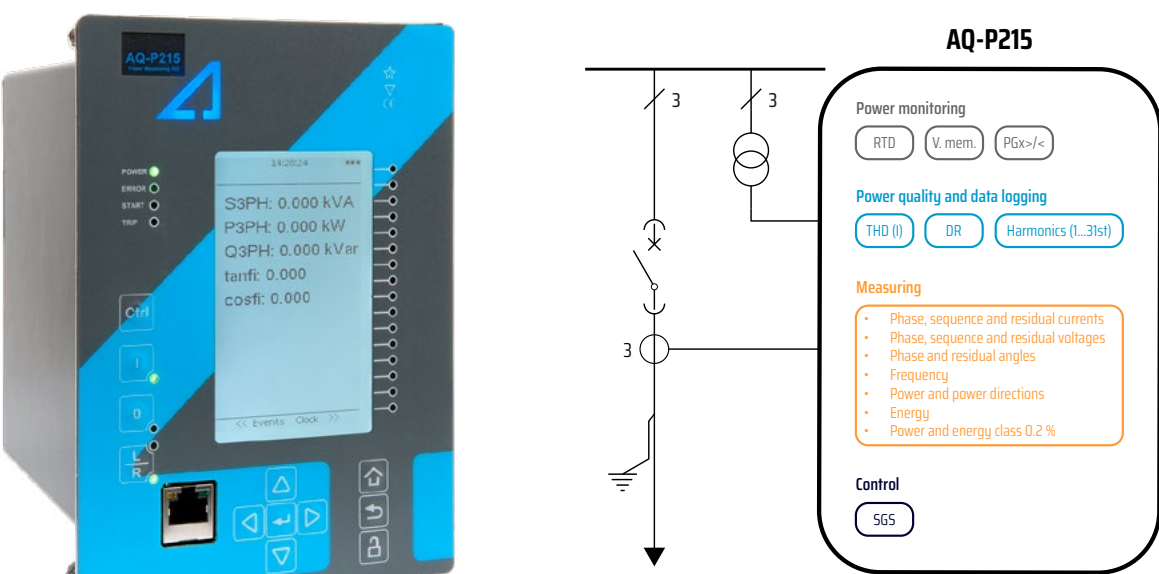 AQ-P215
Power Monitoring IED
CE
14:28:24
POWER
ERROR
START
TRIP
S3PH: 0.000 kVA
P3PH: 0.000 kW
Q3PH: 0.000 kVar
tanfi: 0.000
cosfi: 0.000
Ctrl
I
0
L
R
<< Events Clock >>
AQ-P215
3
3
3
Power monitoring
RTD
V. mem.
PGx>/<
Power quality and data logging
THD (I)
DR
Harmonics (1...31st)
Measuring
• Phase, sequence and residual currents
• Phase, sequence and residual voltages
• Phase and residual angles
• Frequency
• Power and power directions
• Energy
• Power and energy class 0.2 %
Control
SGS